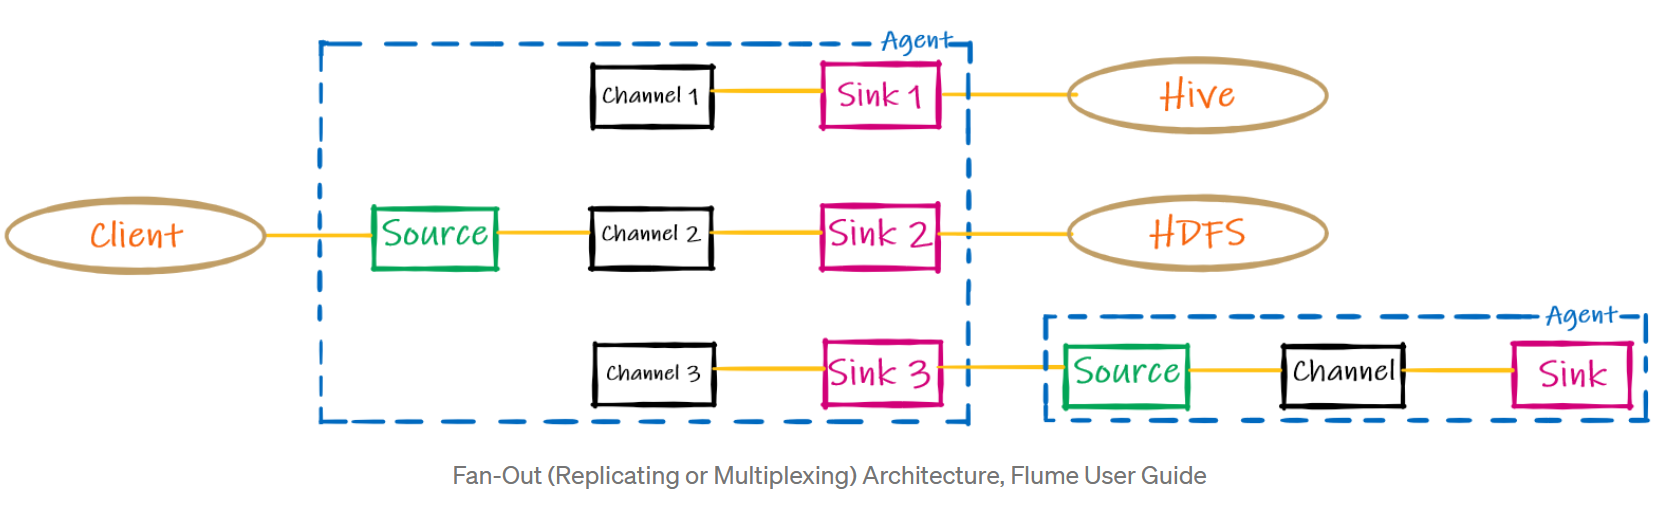 Agent
Channel 1
Sink 1
Hive
Client
Source
Channel 2
Sink 2
HDFS
Channel 3
Sink 3
Agent
Source
Channel
Sink
Fan-Out (Replicating or Multiplexing) Architecture, Flume User Guide